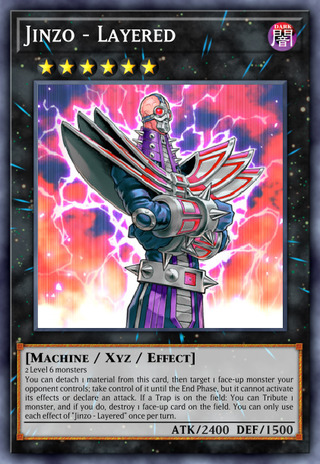 Jinzo - Layered
DARK
闇
[Machine / Xyz / Effect]
2 Level 6 monsters
You can detach 1 material from this card, then target 1 face-up monster your
opponent controls; take control of it until the End Phase, but it cannot activate
its effects or declare an attack. If a Trap is on the field: You can Tribute 1
monster, and if you do, destroy 1 face-up card on the field. You can only use
each effect of "Jinzo - Layered" once per turn.
ATK/2400 DEF/1500